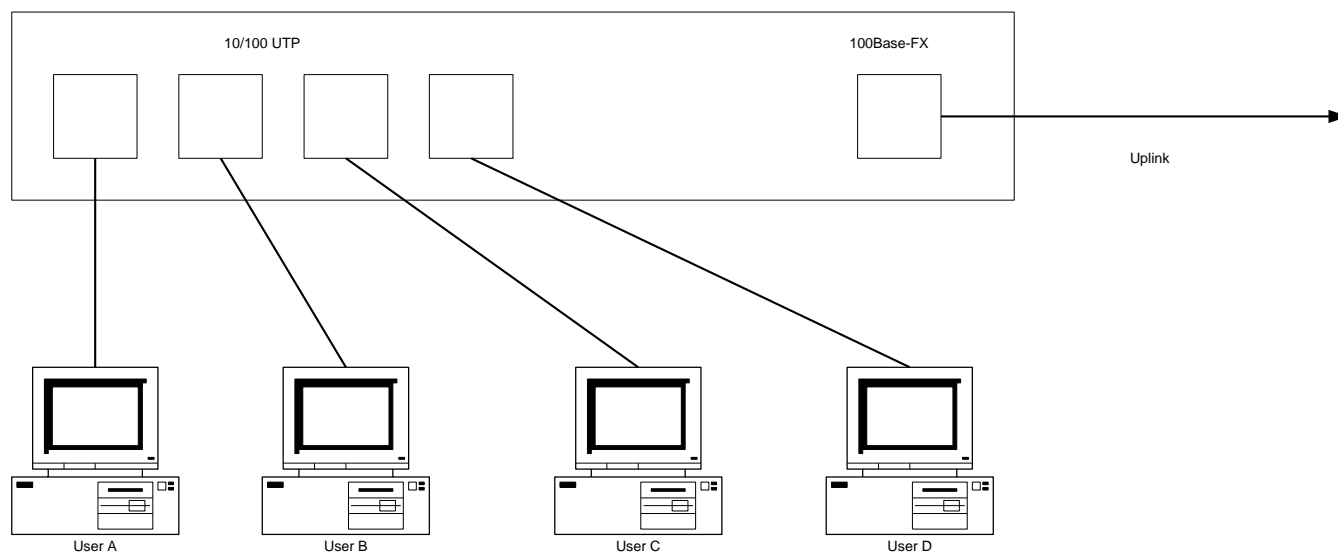 10/100 UTP
100Base-FX
Uplink
User A
User B
User C
User D